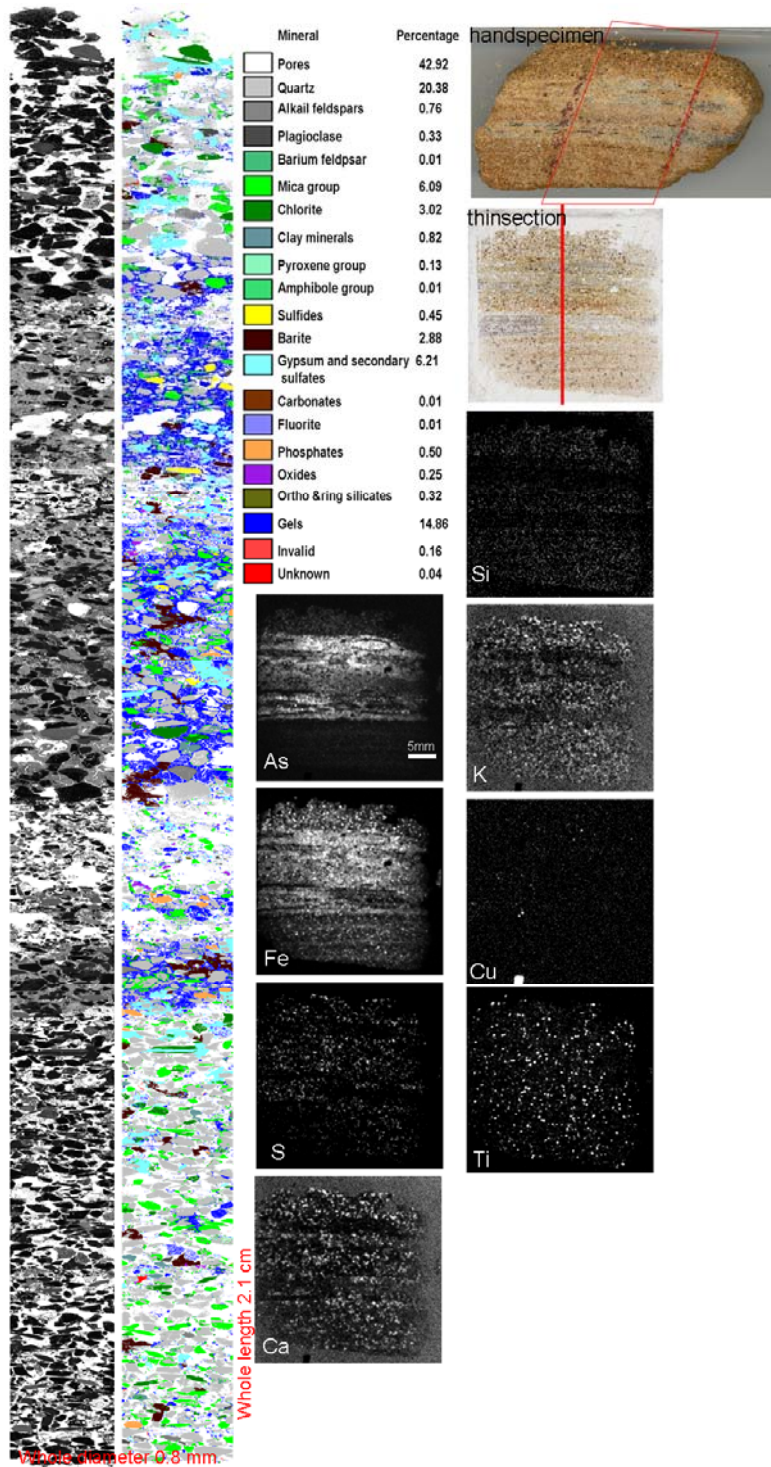 Mineral Percentage
Pores 42.92
Quartz 20.38
Alkail feldspars 0.76
Plagioclase 0.33
Barium feldpsar 0.01
Mica group 6.09
Chlorite 3.02
Clay minerals 0.82
Pyroxene group 0.13
Amphibole group 0.01
Sulfides 0.45
Barite 2.88
Gypsum and secondary 6.21
sulfates
Carbonates 0.01
Fluorite 0.01
Phosphates 0.50
Oxides 0.25
Ortho &ring silicates 0.32
Gels 14.86
Invalid 0.16
Unknown 0.04
handspecimen
thinsection
Si
As
5mm
K
Fe
Cu
S
Ti
Ca
Whole length 2.1 cm
Whole diameter 0.8 mm